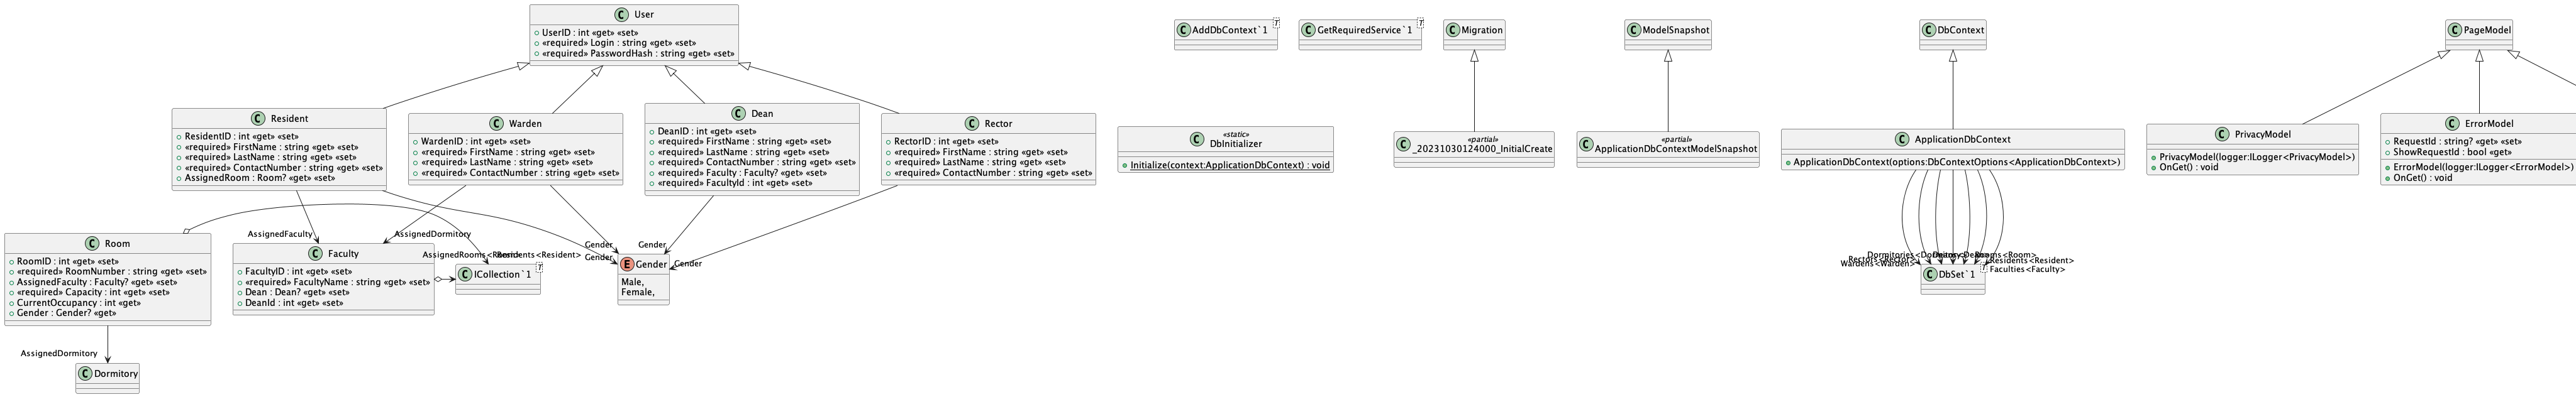 User
UserID : int «get» «set»
«required» Login : string «get» «set»
«required» PasswordHash : string «get» «set»
AddDbContext`1
T
GetRequiredService`1
T
Migration
ModelSnapshot
DbContext
PageModel
Resident
ResidentID : int «get» «set»
«required» FirstName : string «get» «set»
«required» LastName : string «get» «set»
«required» ContactNumber : string «get» «set»
AssignedRoom : Room? «get» «set»
Warden
WardenID : int «get» «set»
«required» FirstName : string «get» «set»
«required» LastName : string «get» «set»
«required» ContactNumber : string «get» «set»
Dean
DeanID : int «get» «set»
«required» FirstName : string «get» «set»
«required» LastName : string «get» «set»
«required» ContactNumber : string «get» «set»
«required» Faculty : Faculty? «get» «set»
«required» FacultyId : int «get» «set»
Rector
RectorID : int «get» «set»
«required» FirstName : string «get» «set»
«required» LastName : string «get» «set»
«required» ContactNumber : string «get» «set»
«static»
DbInitializer
Initialize(context:ApplicationDbContext) : void
«partial»
_20231030124000_InitialCreate
«partial»
ApplicationDbContextModelSnapshot
ApplicationDbContext
ApplicationDbContext(options:DbContextOptions<ApplicationDbContext>)
PrivacyModel
PrivacyModel(logger:ILogger<PrivacyModel>)
OnGet() : void
ErrorModel
RequestId : string? «get» «set»
ShowRequestId : bool «get»
ErrorModel(logger:ILogger<ErrorModel>)
OnGet() : void
AssignedFaculty
AssignedDormitory
Gender
Gender
Gender
Gender
Room
RoomID : int «get» «set»
«required» RoomNumber : string «get» «set»
AssignedFaculty : Faculty? «get» «set»
«required» Capacity : int «get» «set»
CurrentOccupancy : int «get»
Gender : Gender? «get»
Faculty
FacultyID : int «get» «set»
«required» FacultyName : string «get» «set»
Dean : Dean? «get» «set»
DeanId : int «get» «set»
AssignedRooms<Room>
Residents<Resident>
ICollection`1
T
Gender
Male,
Female,
Wardens<Warden>
Residents<Resident>
Faculties<Faculty>
DbSet`1
T
AssignedDormitory
Dormitory